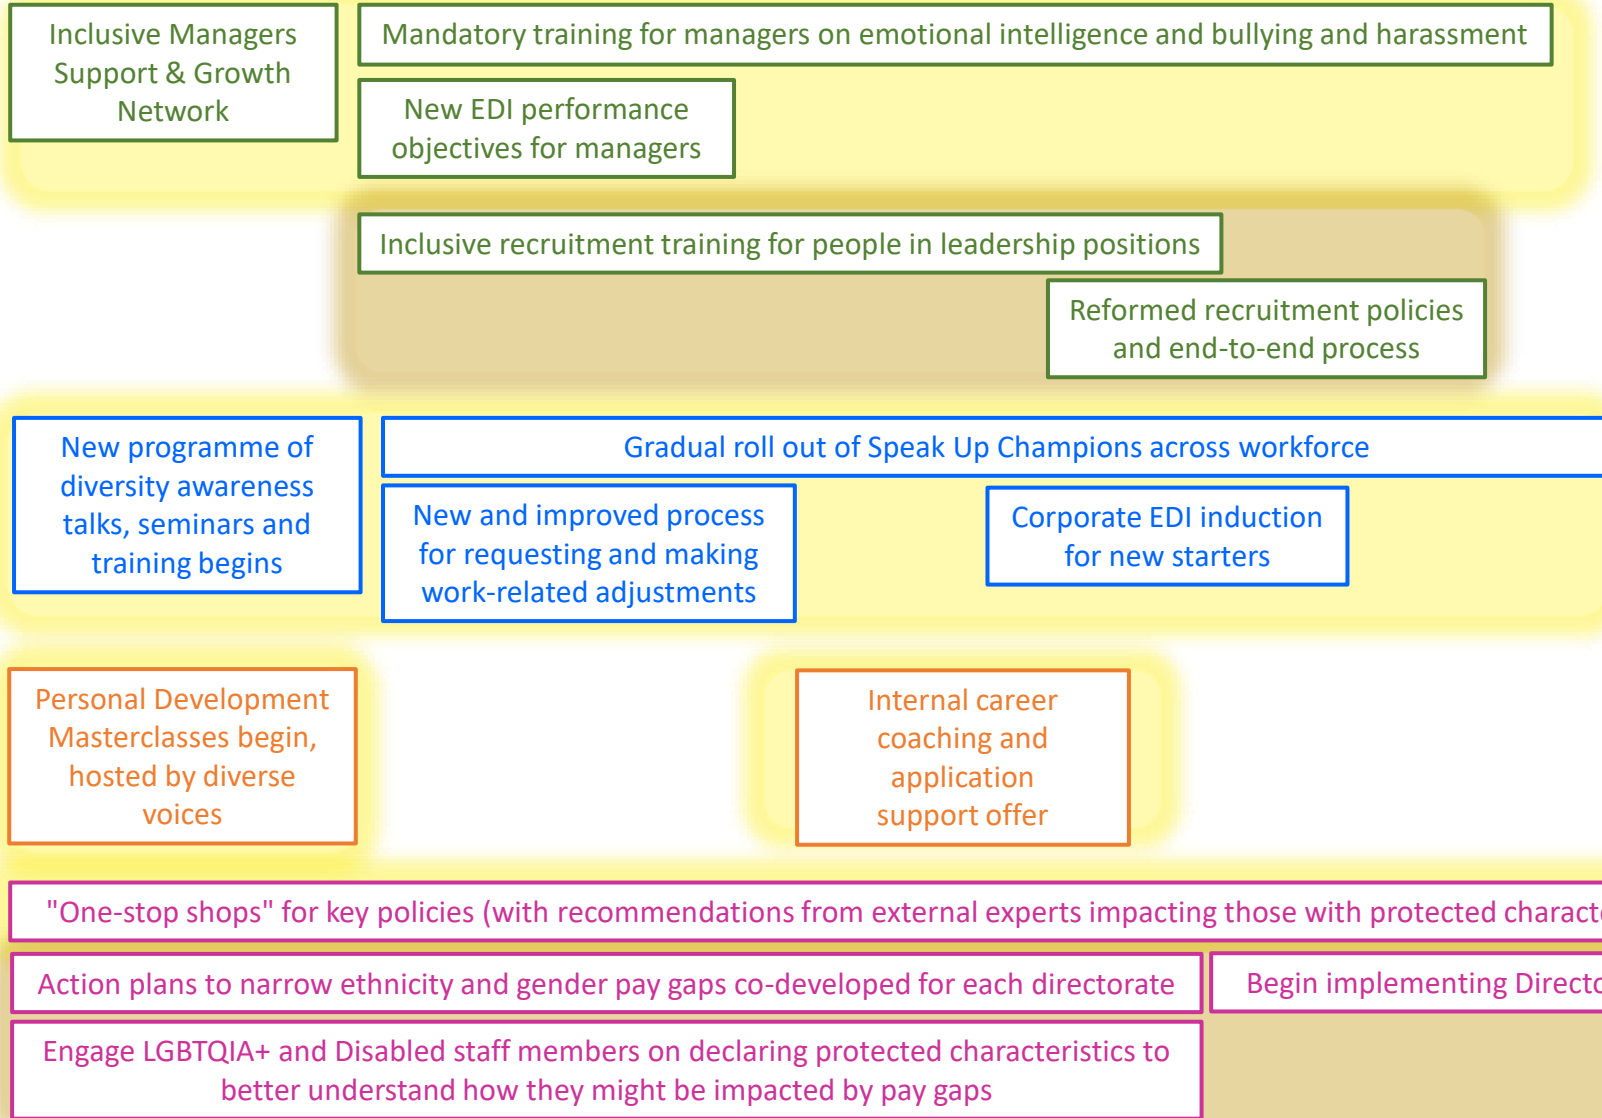 Inclusive Managers
Support & Growth
Network
Mandatory training for managers on emotional intelligence and bullying and harassment
New EDI performance
objectives for managers
Inclusive recruitment training for people in leadership positions
Reformed recruitment policies
and end-to-end process
New programme of
diversity awareness
talks, seminars and
training begins
Gradual roll out of Speak Up Champions across workforce
New and improved process
for requesting and making
work-related adjustments
Corporate EDI induction
for new starters
Personal Development
Masterclasses begin,
hosted by diverse
voices
Internal career
coaching and
application
support offer
"One-stop shops" for key policies (with recommendations from external experts impacting those with protected
Action plans to narrow ethnicity and gender pay gaps co-developed for each directorate
Begin implementing
Engage LGBTQIA+ and Disabled staff members on declaring protected characteristics to
better understand how they might be impacted by pay gaps